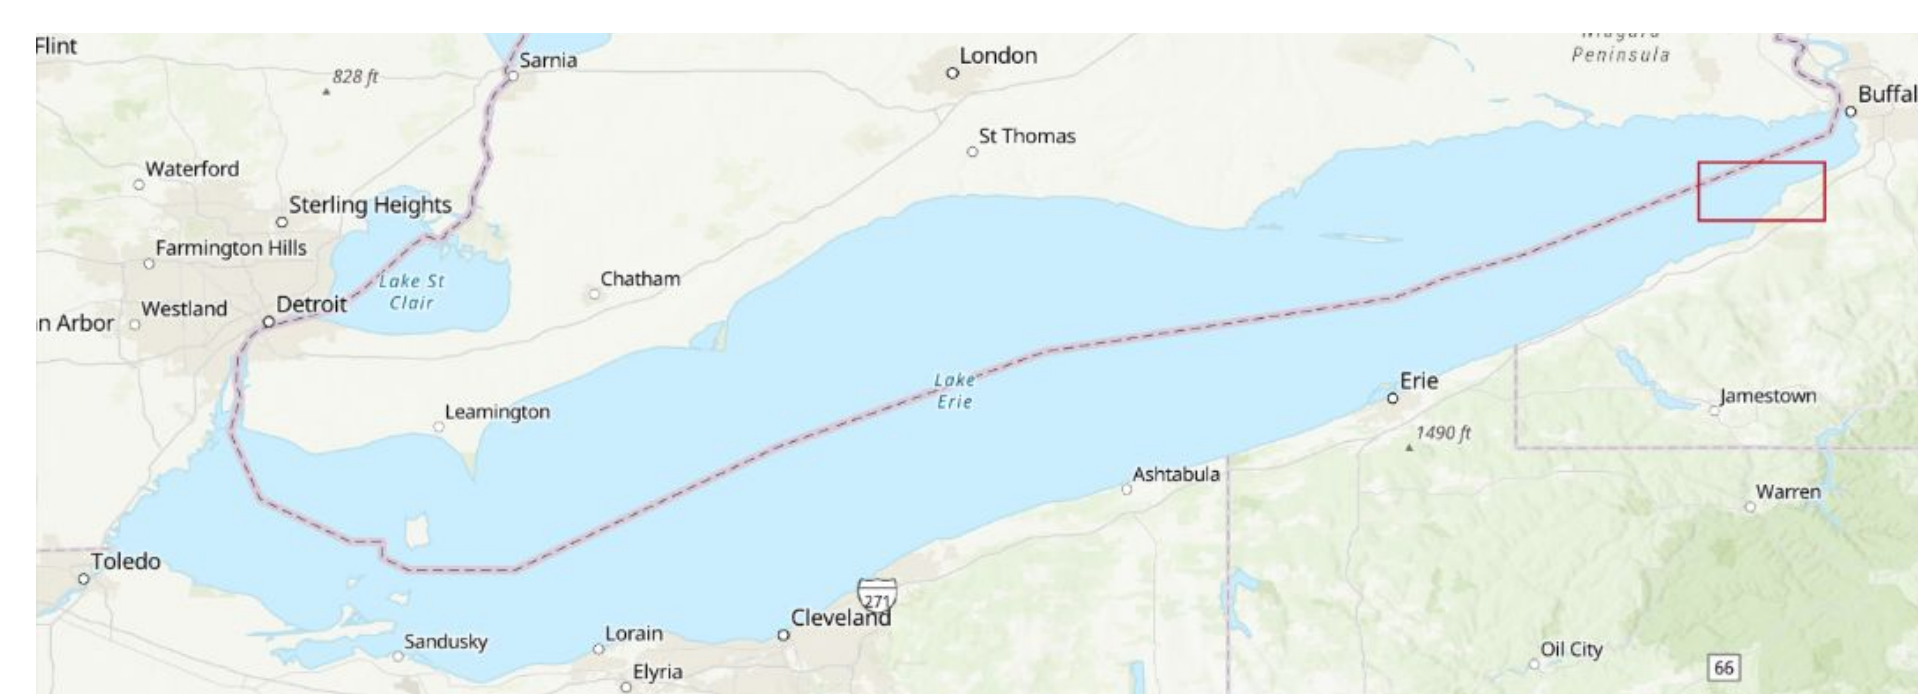 Flint
828 ft
Sarnia
London
Niagara
Peninsula
Buffal
St Thomas
Waterford
Sterling Heights
Farmington Hills
Lake St
Clair
Chatham
Westland
Detroit
n Arbor
Lake
Erie
Erie
Jamestown
Leamington
1490 ft
Ashtabula
Warren
Toledo
271
Cleveland
Sandusky
Lorain
Oil City
66
Elyria